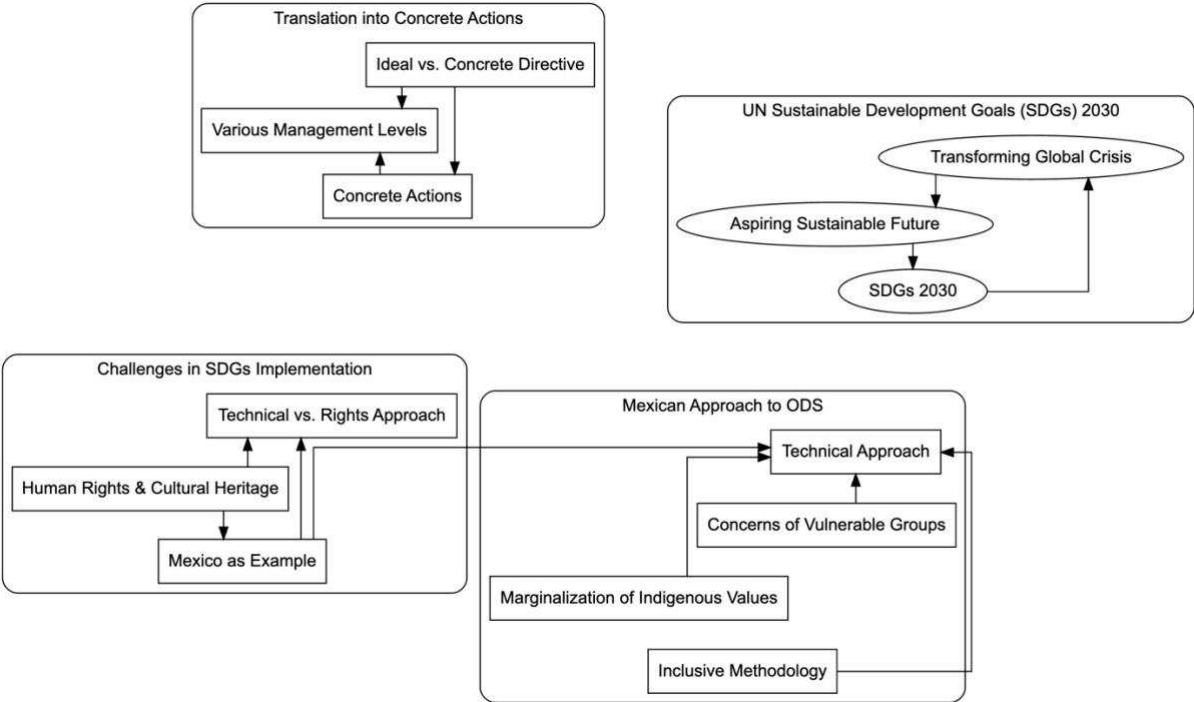 Translation into Concrete Actions
Ideal vs. Concrete Directive
Various Management Levels
Concrete Actions
UN Sustainable Development Goals (SDGs) 2030
Transforming Global Crisis
Aspiring Sustainable Future
SDGs 2030
Challenges in SDGs Implementation
Technical vs. Rights Approach
Human Rights & Cultural Heritage
Mexico as Example
Mexican Approach to ODS
Technical Approach
Concerns of Vulnerable Groups
Marginalization of Indigenous Values
Inclusive Methodology